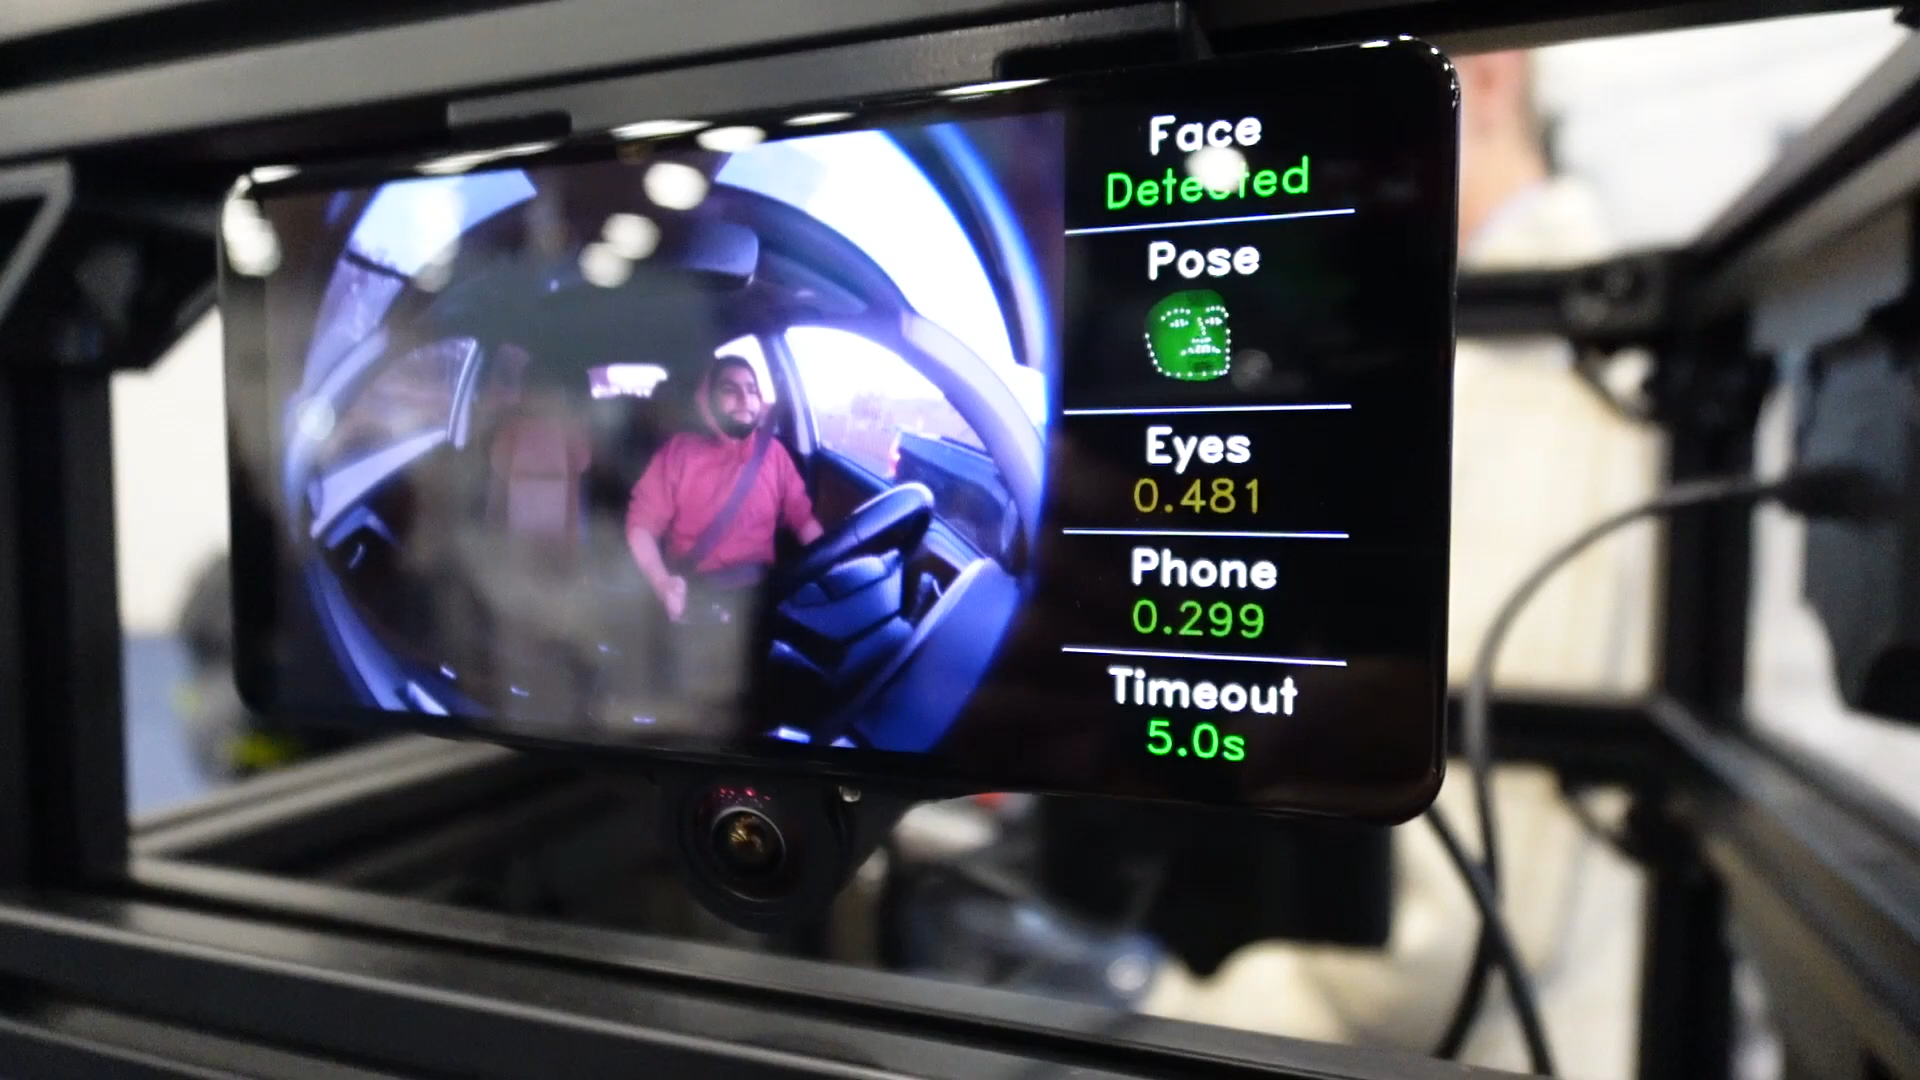 Face
Detected
Pose
Eyes
0.481
Phone
0.299
Timeout
5.0s